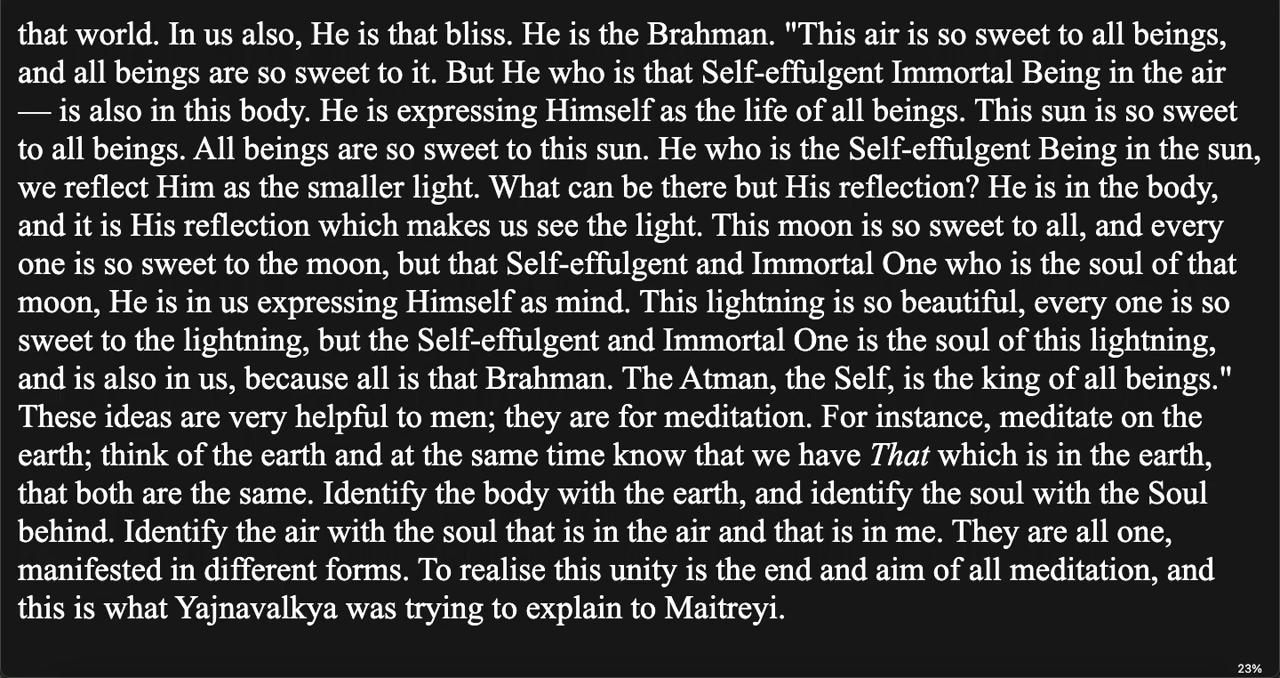 that world. In us also, He is that bliss. He is the Brahman. "This air is so sweet to all beings,
and all beings are so sweet to it. But He who is that Self-effulgent Immortal Being in the air
— is also in this body. He is expressing Himself as the life of all beings. This sun is so sweet
to all beings. All beings are so sweet to this sun. He who is the Self-effulgent Being in the sun,
we reflect Him as the smaller light. What can be there but His reflection? He is in the body,
and it is His reflection which makes us see the light. This moon is so sweet to all, and every
one is so sweet to the moon, but that Self-effulgent and Immortal One who is the soul of that
moon, He is in us expressing Himself as mind. This lightning is so beautiful, every one is so
sweet to the lightning, but the Self-effulgent and Immortal One is the soul of this lightning,
and is also in us, because all is that Brahman. The Atman, the Self, is the king of all beings."
These ideas are very helpful to men; they are for meditation. For instance, meditate on the
earth; think of the earth and at the same time know that we have That which is in the earth,
that both are the same. Identify the body with the earth, and identify the soul with the Soul
behind. Identify the air with the soul that is in the air and that is in me. They are all one,
manifested in different forms. To realise this unity is the end and aim of all meditation, and
this is what Yajnavalkya was trying to explain to Maitreyi.
23%